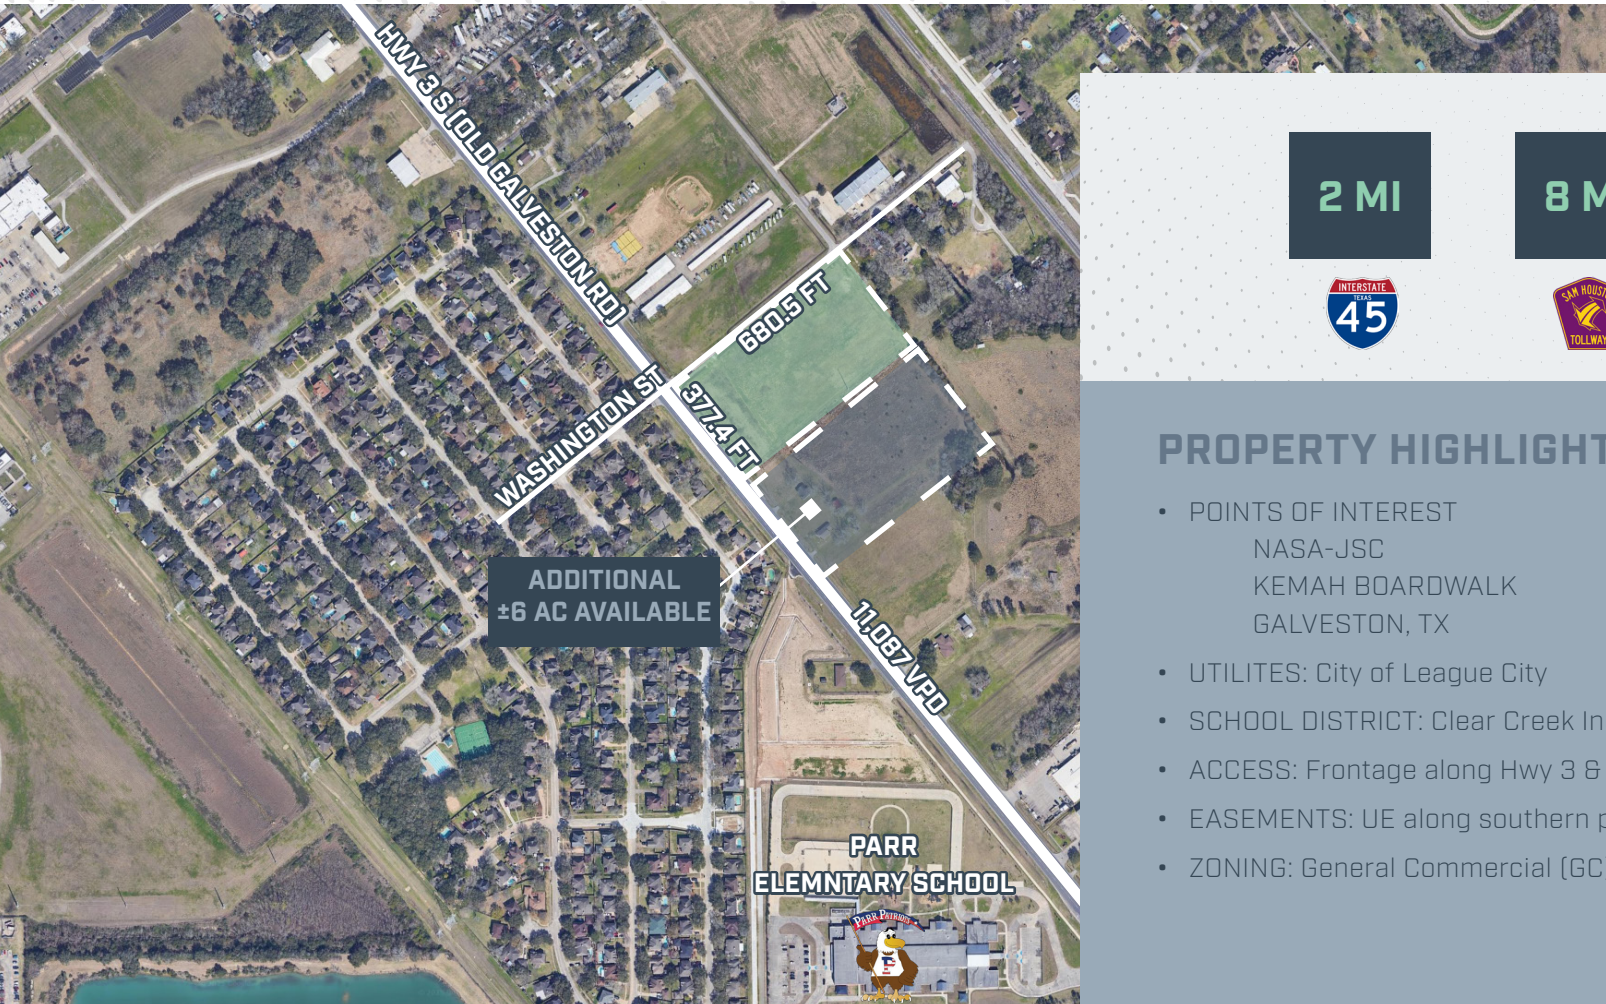 HWY 3 S (OLD GALVESTON RD)
680.5 FT
377.4 FT
WASHINGTON ST
ADDITIONAL
±6 AC AVAILABLE
11,087 VPD
PARR
ELEMNTARY SCHOOL
PARR PATRIOTS
2 MI
8 M
INTERSTATE
TEXAS
45
SAM HOUST
TOLLWAY
PROPERTY HIGHLIGHT
• POINTS OF INTEREST
NASA-JSC
KEMAH BOARDWALK
GALVESTON, TX
• UTILITES: City of League City
• SCHOOL DISTRICT: Clear Creek In
• ACCESS: Frontage along Hwy 3 &
• EASEMENTS: UE along southern p
• ZONING: General Commercial (GC